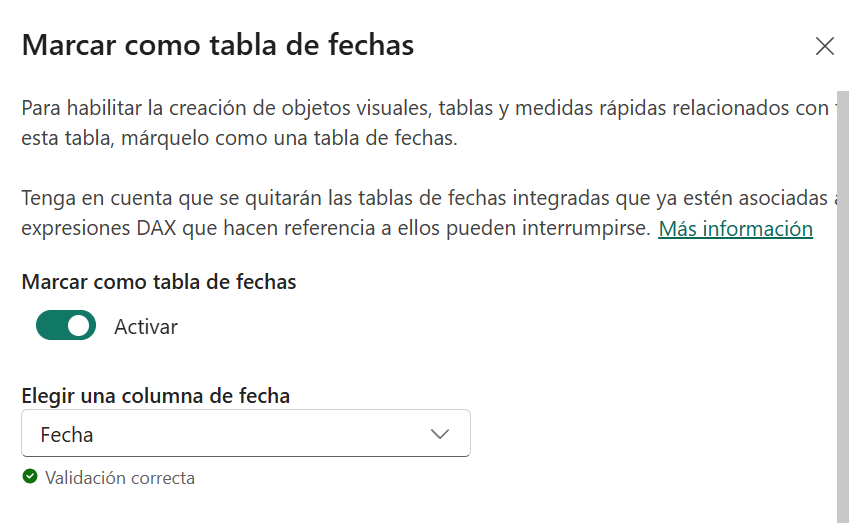 Marcar como tabla de fechas
Para habilitar la creación de objetos visuales, tablas y medidas rápidas relacionados con
esta tabla, márquelo como una tabla de fechas.
Tenga en cuenta que se quitarán las tablas de fechas integradas que ya estén asociadas
expresiones DAX que hacen referencia a ellos pueden interrumpirse. Más información
Marcar como tabla de fechas
Activar
Elegir una columna de fecha
Fecha
Validación correcta